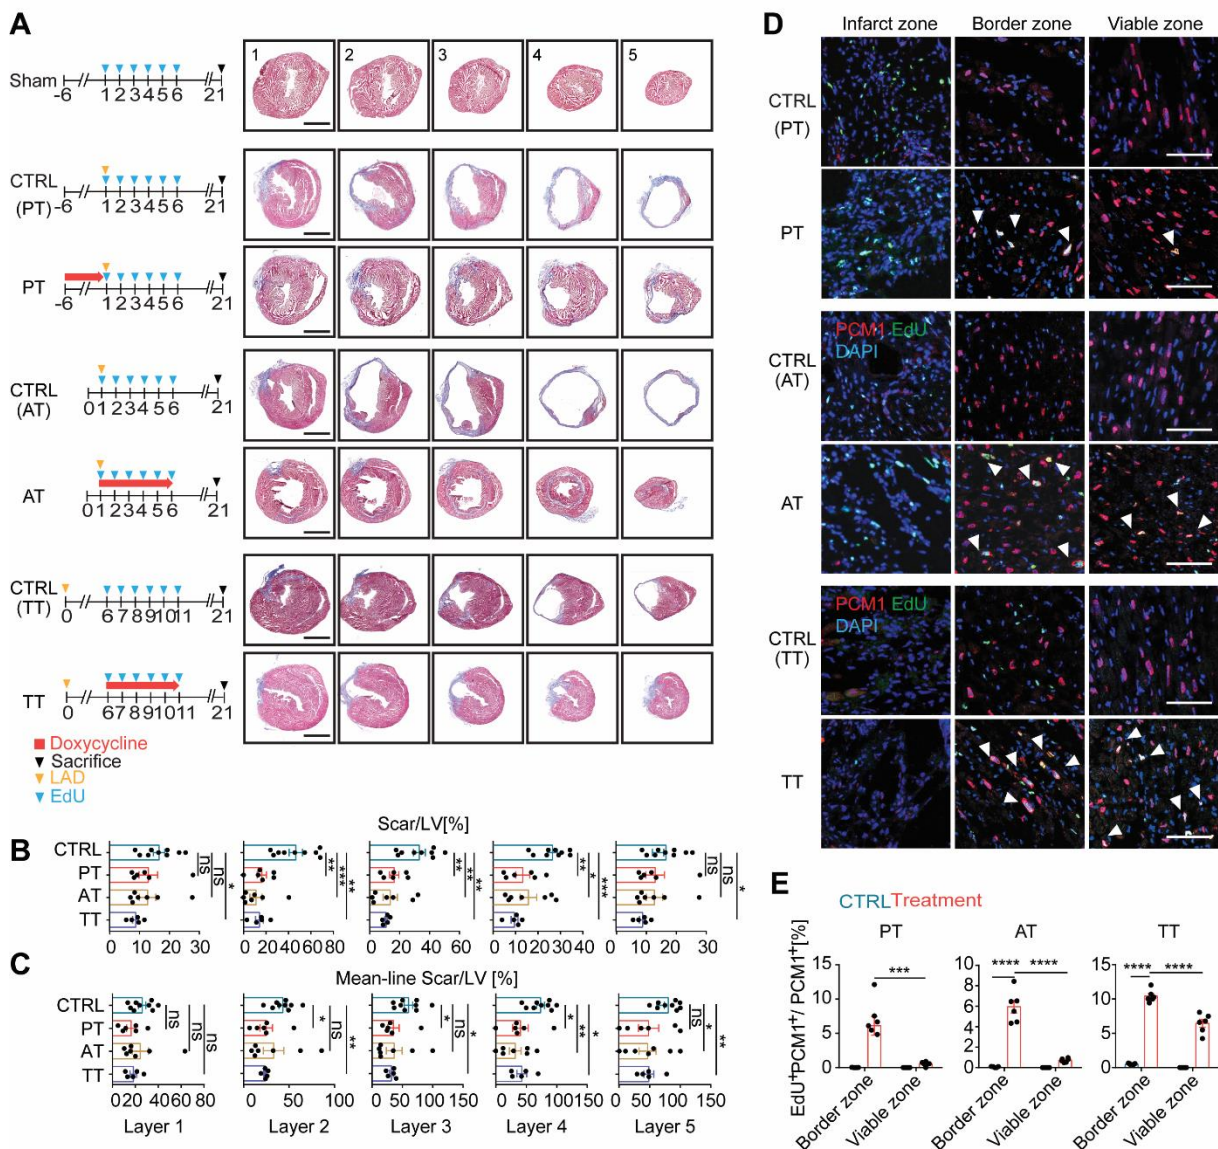 A
Sham
-6 1 2 3 4 5 6 21
1 2 3 4 5
CTRL
(PT)
-6 1 2 3 4 5 6 21
PT
-6 1 2 3 4 5 6 21
CTRL
(AT)
0 1 2 3 4 5 6 21
AT
0 1 2 3 4 5 6 21
CTRL
(TT)
0 6 7 8 9 10 11 21
TT
0 6 7 8 9 10 11 21
Doxycycline
Sacrifice
LAD
EdU
B
Scar/LV[%]
CTRL
PT
AT
TT
ns
ns
*
**
***
**
**
**
**
**
*
***
ns
ns
*
0 10 20 30
0 20 40 60 80
0 20 40 60
0 10 20 30 40
0 10 20 30
C
Mean-line Scar/LV [%]
CTRL
PT
AT
TT
ns
ns
ns
*
ns
**
*
ns
*
*
**
*
*
ns
**
0 20 40 60 80
0 50 100
0 50 100 150
0 50 100 150
0 50 100 150
Layer 1 Layer 2 Layer 3 Layer 4 Layer 5
D
Infarct zone Border zone Viable zone
CTRL
(PT)
PT
CTRL
(AT)
PCM1 EdU
DAPI
AT
CTRL
(TT)
PCM1 EdU
DAPI
TT
E
CTRL Treatment
EdU⁺PCM1⁺/ PCM1⁺[%]
PT
***
15
10
5
0
Border zone
Viable zone
AT
**** ****
10
8
6
4
2
0
Border zone
Viable zone
TT
**** ****
15
10
5
0
Border zone
Viable zone